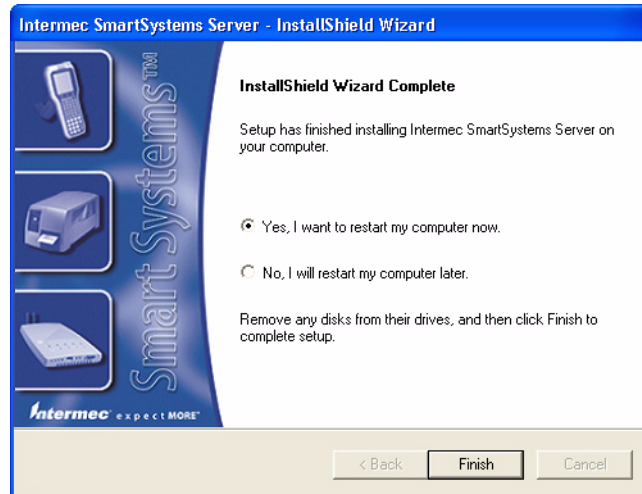 Intermec SmartSystems Server - InstallShield Wizard
Smart Systems™
InstallShield Wizard Complete
Setup has finished installing Intermec SmartSystems Server on
your computer.
Yes, I want to restart my computer now.
No, I will restart my computer later.
Remove any disks from their drives, and then click Finish to
complete setup.
Intermec expectMORE™
< Back
Finish
Cancel